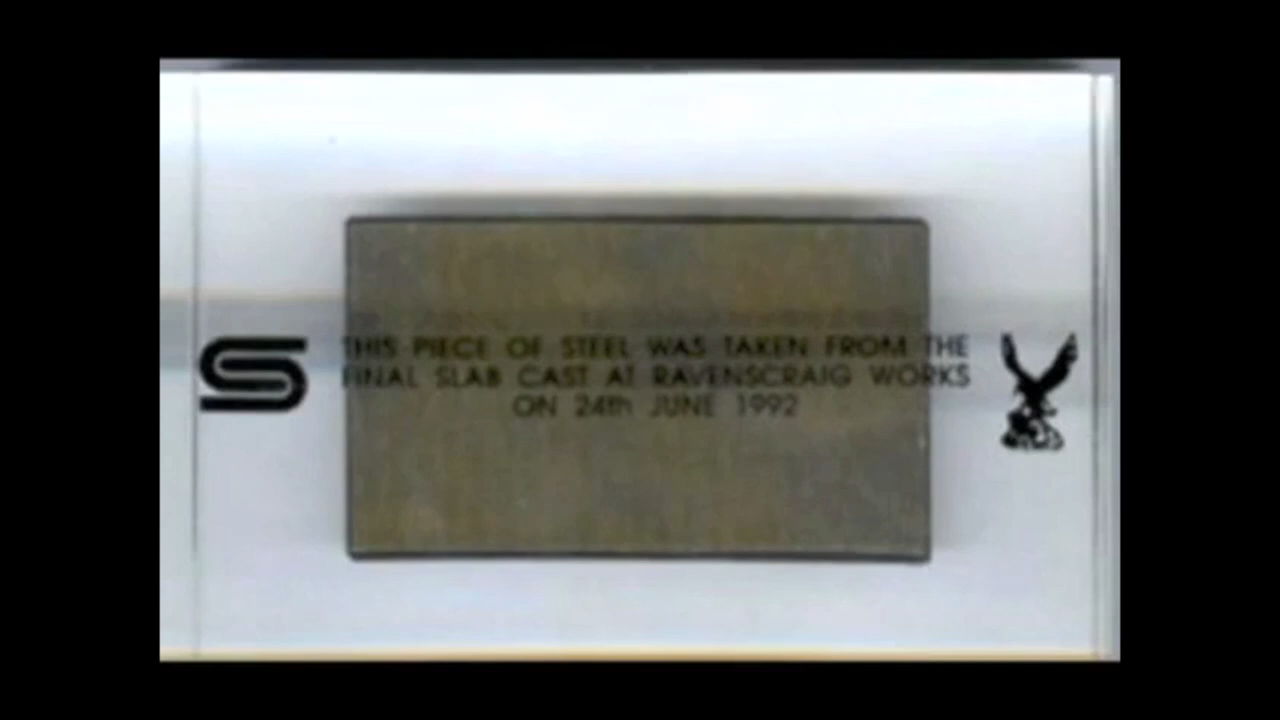 THIS PIECE OF STEEL WAS TAKEN FROM THE
FINAL SLAB CAST AT RAVENSCRAIG WORKS
ON 24th JUNE 1992